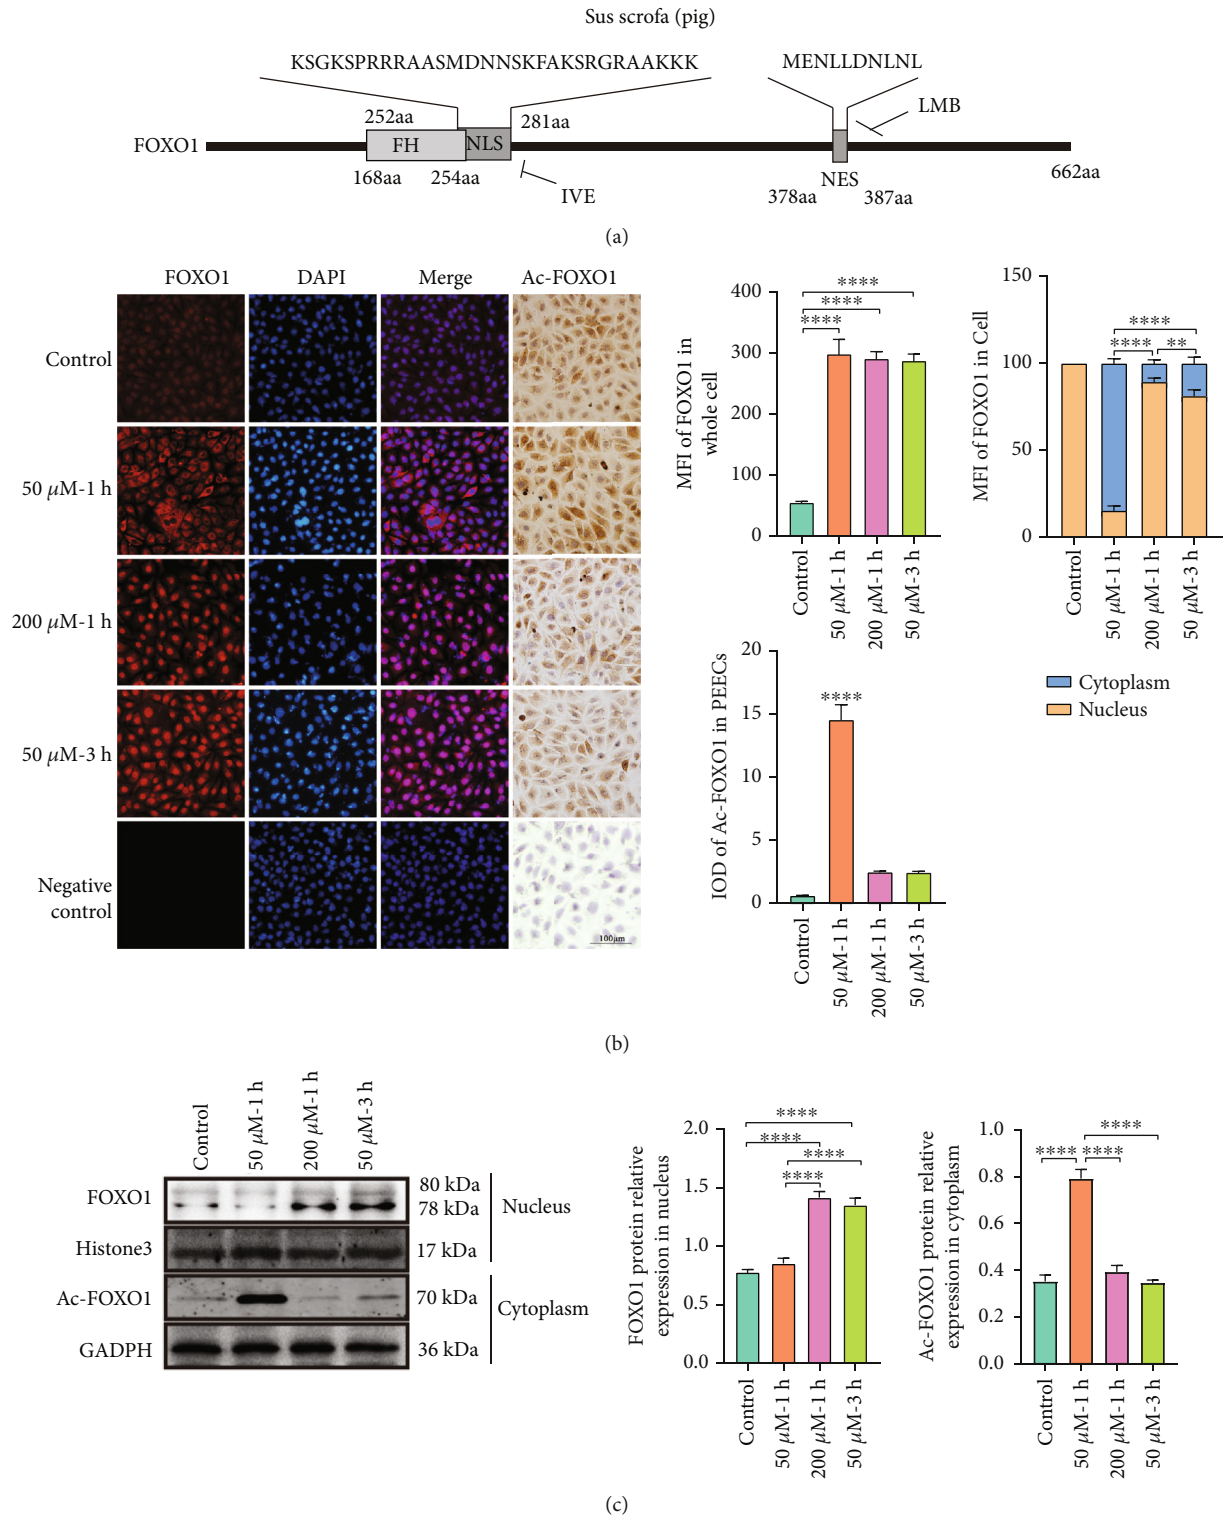 Sus scrofa (pig)
KSGKSPRRRAASMDNNSKFAKSRGRAAKKK
MENLLDNLNL
LMB
252aa
281aa
FOXO1
FH
NLS
168aa
254aa
IVE
378aa
NES
387aa
662aa
(a)
FOXO1
DAPI
Merge
Ac-FOXO1
Control
50 μM-1 h
200 μM-1 h
50 μM-3 h
Negative
control
100μm
MFI of FOXO1 in
whole cell
400
300
200
100
0
****
****
****
Control
50 μM-1 h
200 μM-1 h
50 μM-3 h
MFI of FOXO1 in Cell
150
100
50
0
****
**** **
Control
50 μM-1 h
200 μM-1 h
50 μM-3 h
Cytoplasm
Nucleus
IOD of Ac-FOXO1 in PEECs
20
15
10
5
0
****
Control
50 μM-1 h
200 μM-1 h
50 μM-3 h
(b)
Control
50 μM-1 h
200 μM-1 h
50 μM-3 h
FOXO1
80 kDa
78 kDa
Nucleus
Histone3
17 kDa
Ac-FOXO1
70 kDa
Cytoplasm
GADPH
36 kDa
FOXO1 protein relative
expression in nucleus
2.0
1.5
1.0
0.5
0.0
****
****
****
****
Control
50 μM-1 h
200 μM-1 h
50 μM-3 h
Ac-FOXO1 protein relative
expression in cytoplasm
1.0
0.8
0.6
0.4
0.2
0.0
****
**** ****
Control
50 μM-1 h
200 μM-1 h
50 μM-3 h
(c)